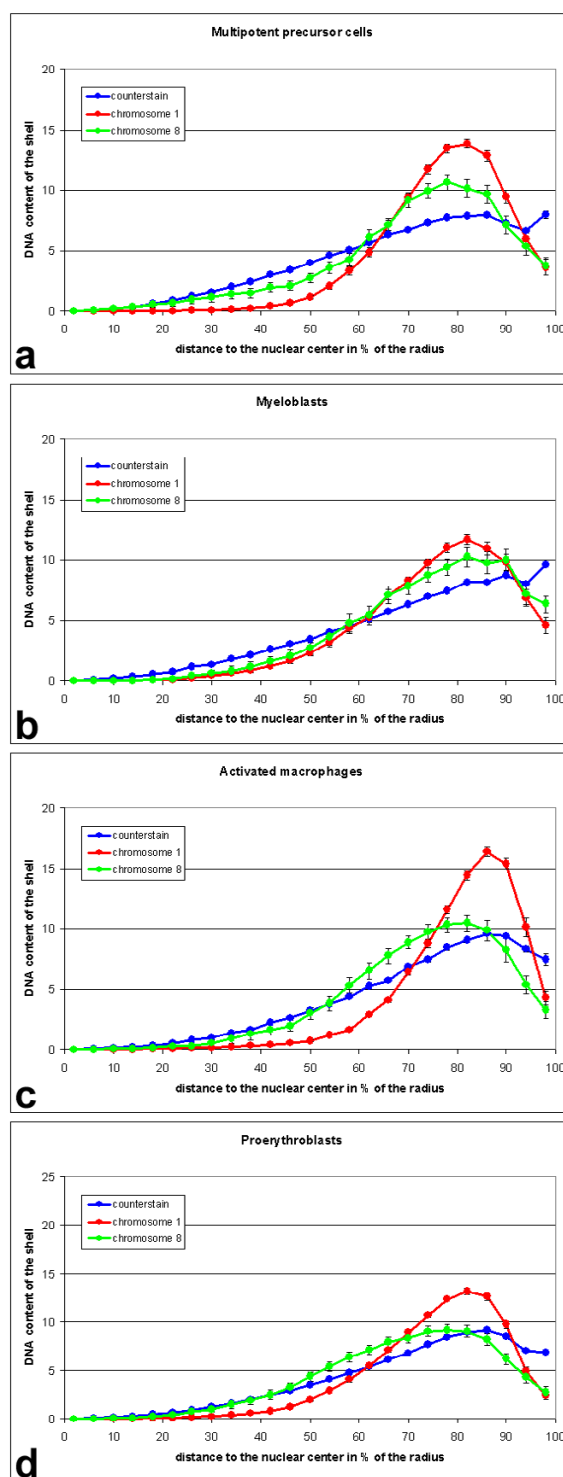 Multipotent precursor cells
20
15
10
5
0
DNA content of the shell
counterstain
chromosome 1
chromosome 8
0 10 20 30 40 50 60 70 80 90 100
distance to the nuclear center in % of the radius
a
Myeloblasts
20
15
10
5
0
DNA content of the shell
counterstain
chromosome 1
chromosome 8
0 10 20 30 40 50 60 70 80 90 100
distance to the nuclear center in % of the radius
b
Activated macrophages
20
15
10
5
0
DNA content of the shell
counterstain
chromosome 1
chromosome 8
0 10 20 30 40 50 60 70 80 90 100
distance to the nuclear center in % of the radius
c
Proerythroblasts
25
20
15
10
5
0
DNA content of the shell
counterstain
chromosome 1
chromosome 8
0 10 20 30 40 50 60 70 80 90 100
distance to the nuclear center in % of the radius
d